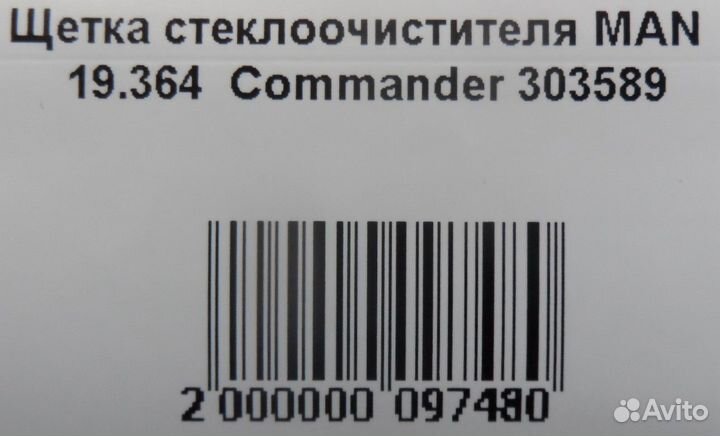 Щетка стеклоочистителя MAN
19.364 Commander 303589
2 000000 097480
Avito